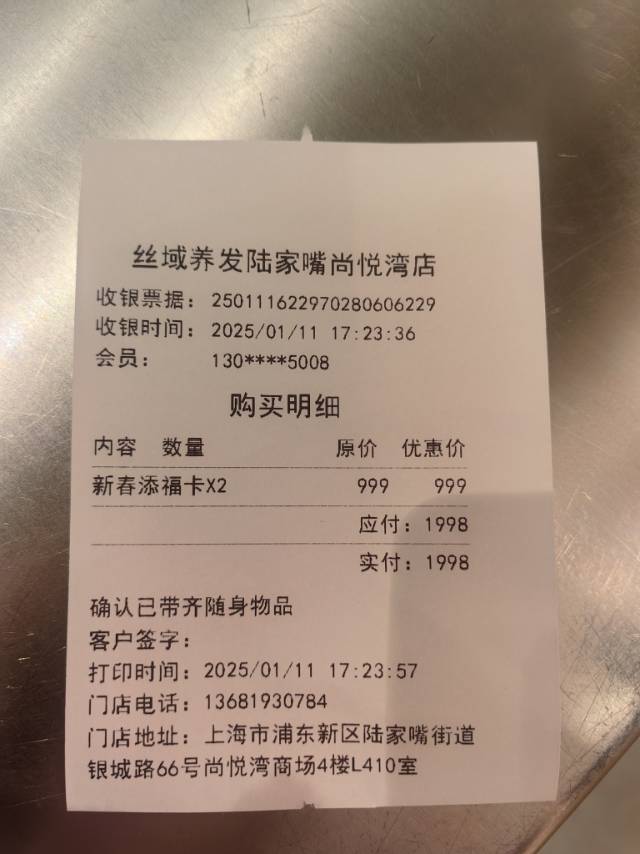 丝域养发陆家嘴尚悦湾店
收银票据：250111622970280606229
收银时间：2025/01/11 17:23:36
会员：130****5008
购买明细
内容 数量 原价 优惠价
新春添福卡X2 999 999
应付：1998
实付：1998
确认已带齐随身物品
客户签字：
打印时间：2025/01/11 17:23:57
门店电话：13681930784
门店地址：上海市浦东新区陆家嘴街道
银城路66号尚悦湾商场4楼L410室